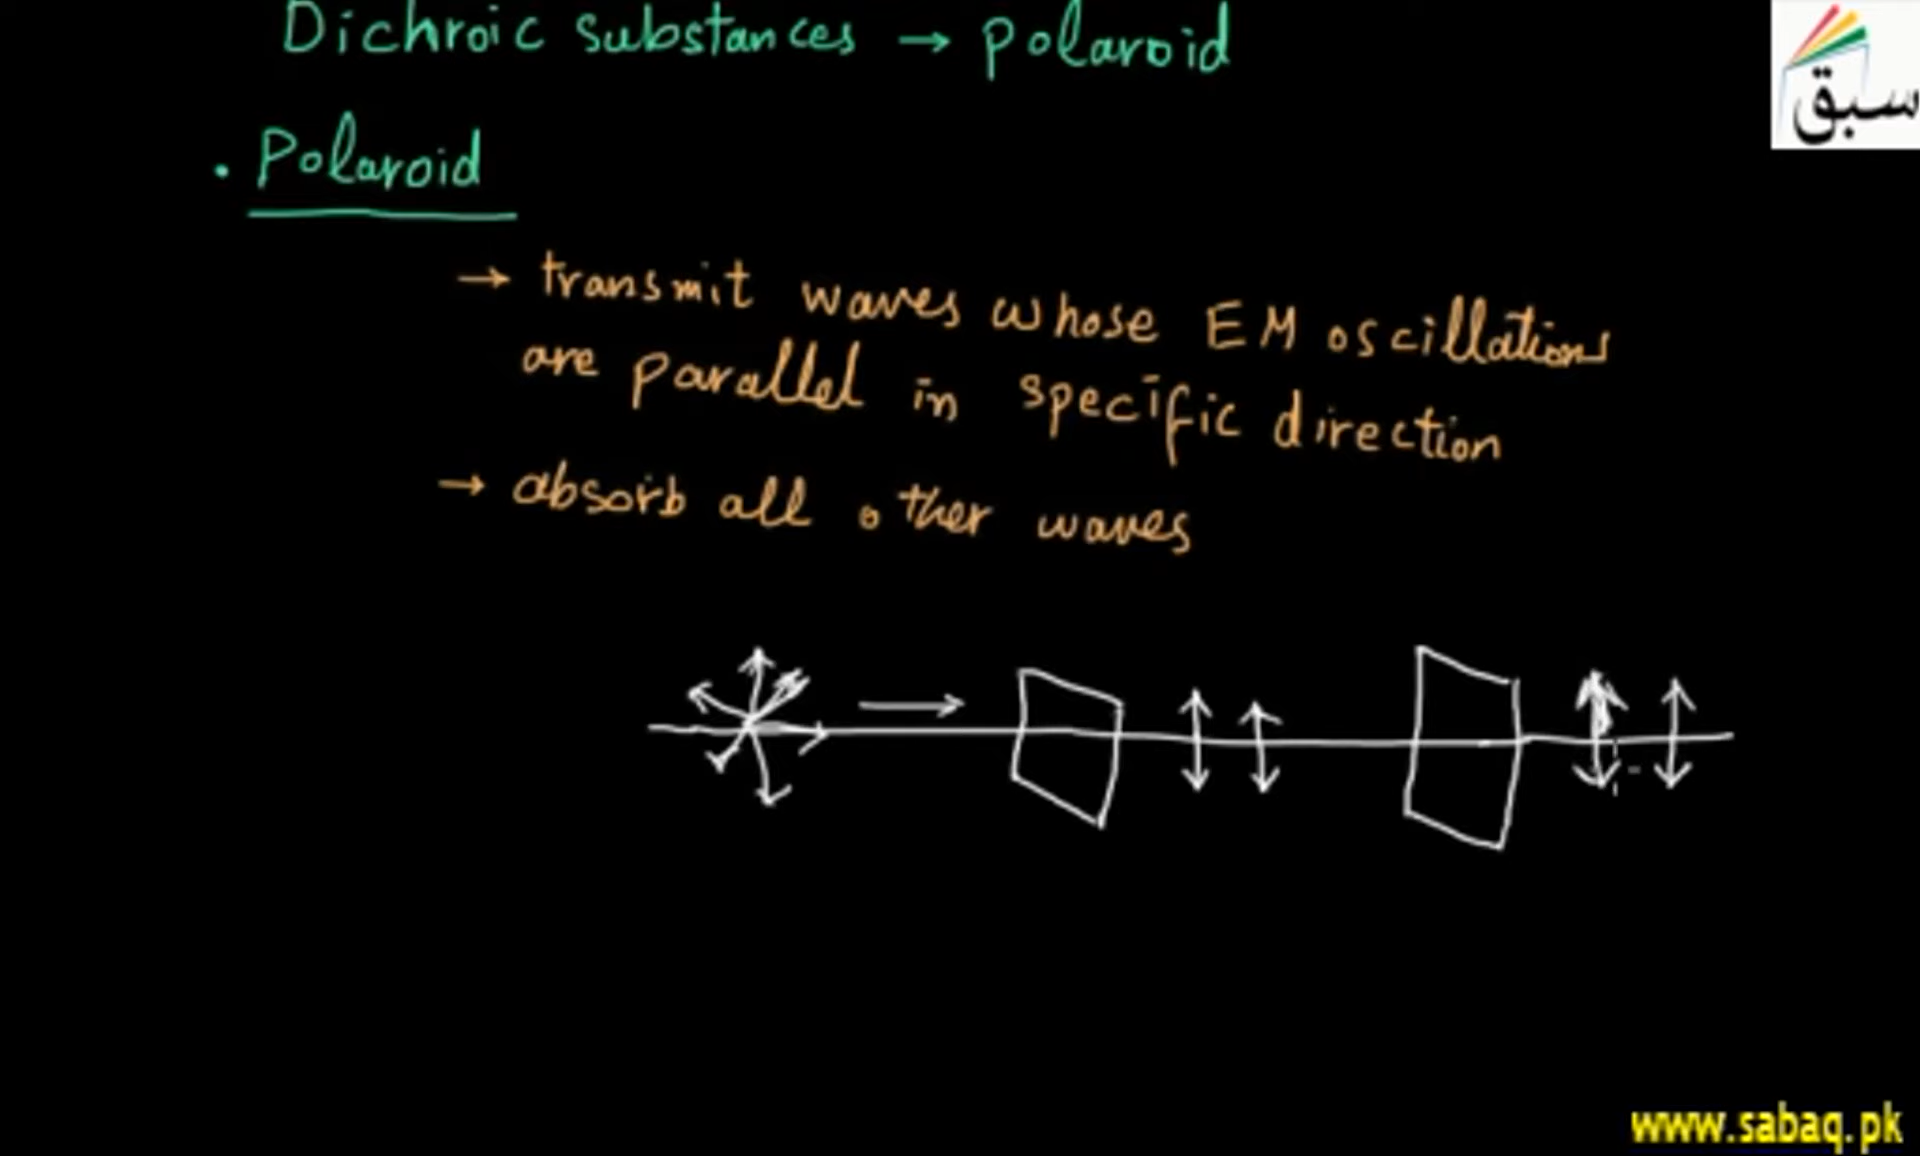 Dichroic substances → polaroid
سبق
. Polaroid
→ transmit waves whose EM oscillations
are parallel in specific direction
→ absorb all other waves
www.sabaq.pk